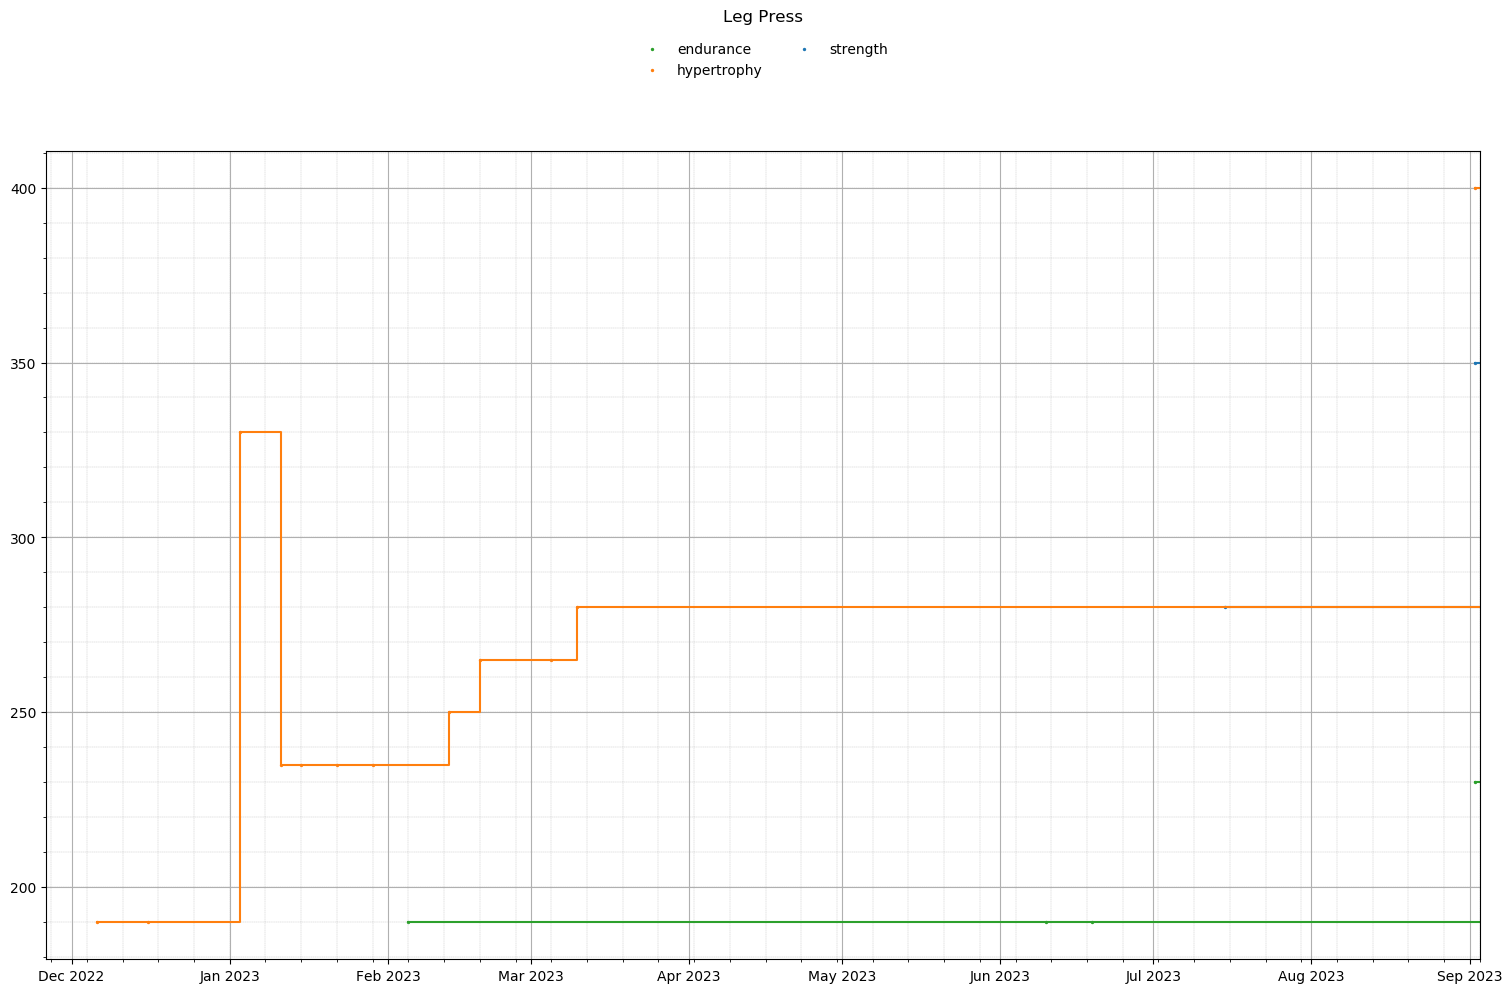 Leg Press
endurance
strength
hypertrophy
400
350
300
250
200
Dec 2022
Jan 2023
Feb 2023
Mar 2023
Apr 2023
May 2023
Jun 2023
Jul 2023
Aug 2023
Sep 2023